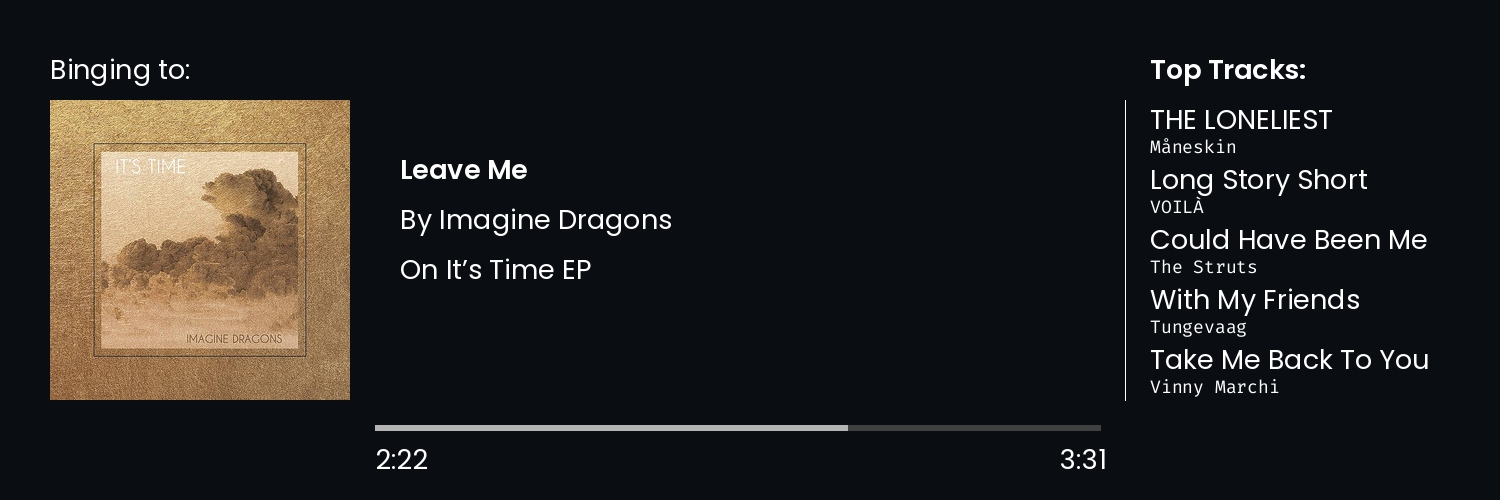 Binging to:
IT'S TIME
IMAGINE DRAGONS
Leave Me
By Imagine Dragons
On It’s Time EP
2:22
3:31
Top Tracks:
THE LONELIEST
Måneskin
Long Story Short
VOILÀ
Could Have Been Me
The Struts
With My Friends
Tungevaag
Take Me Back To You
Vinny Marchi